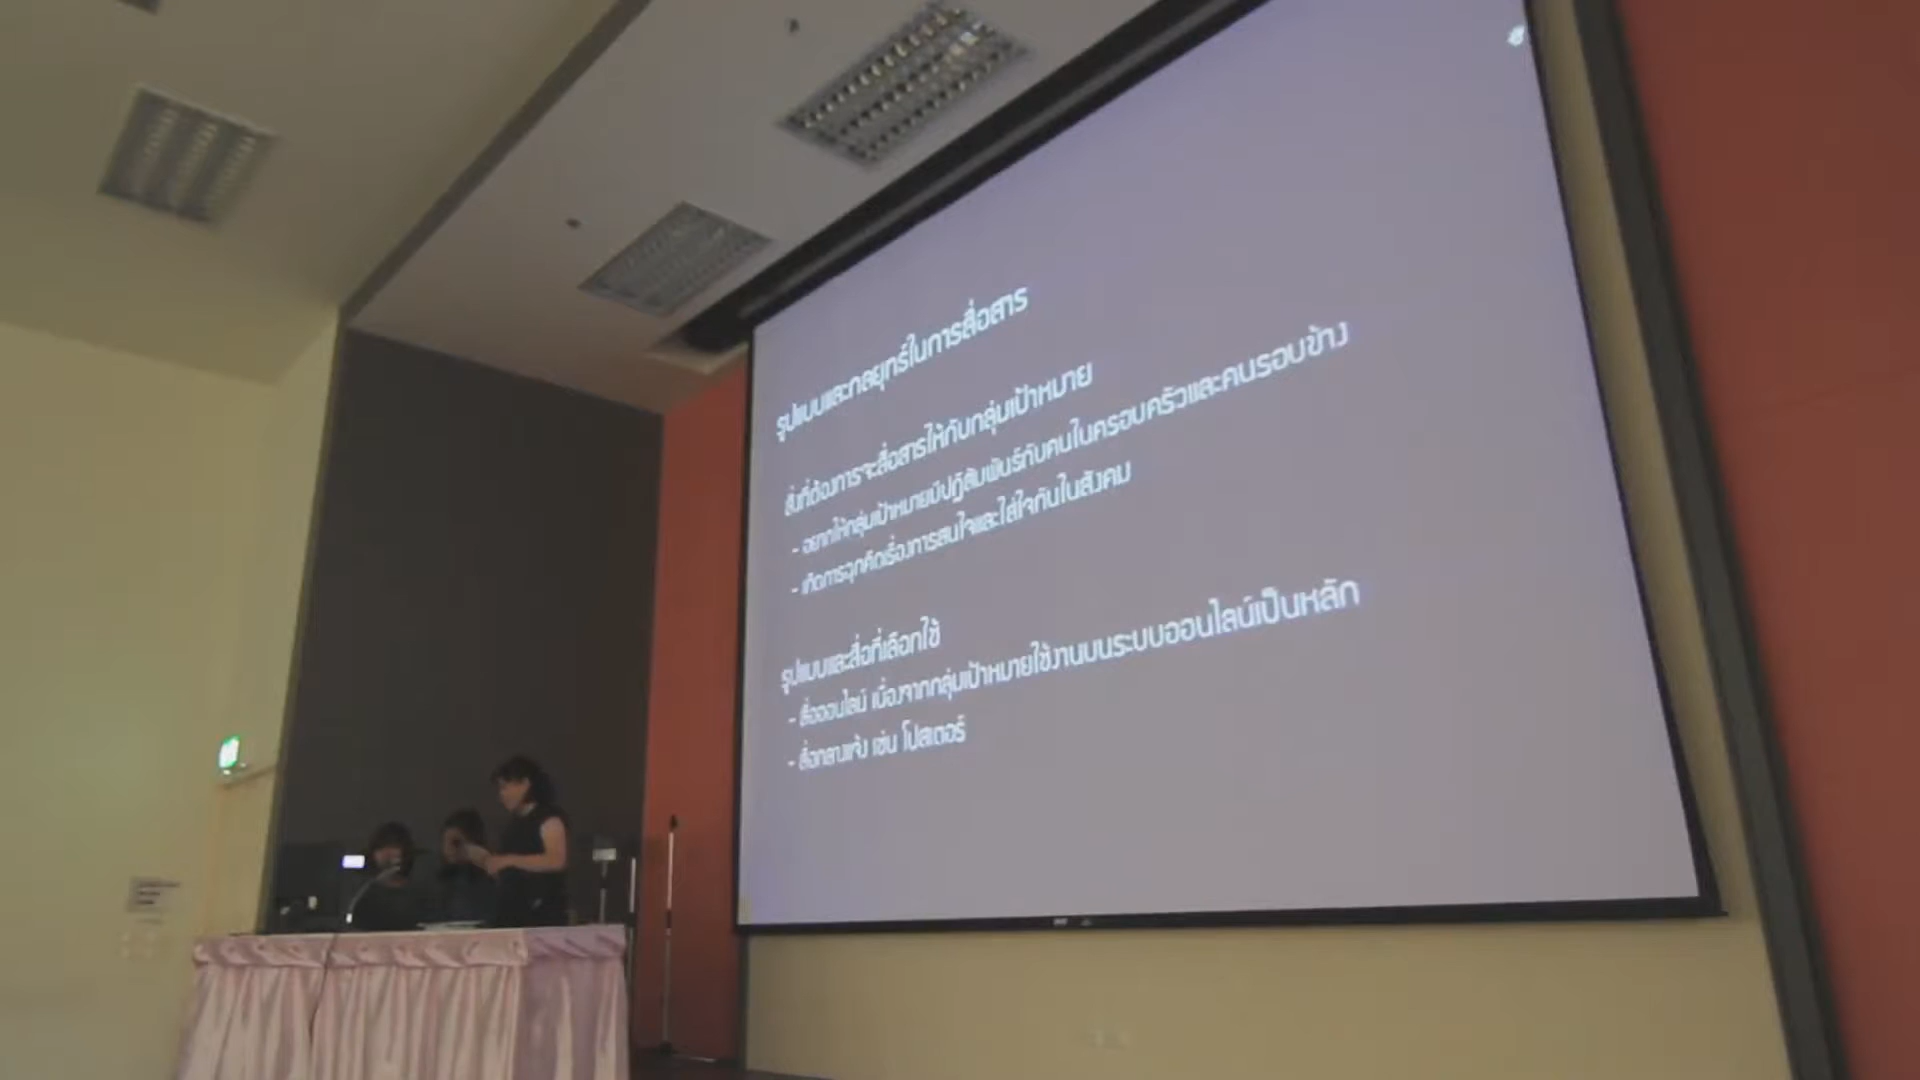 รูปแบบและกลยุทธ์ในการสื่อสาร
สิ่งที่ต้องการจะสื่อสารให้กับกลุ่มเป้าหมาย
- อยากให้กลุ่มเป้าหมายมีปฏิสัมพันธ์กับคนในครอบครัวและคนรอบข้าง
- เกิดการฉุกคิดเรื่องการสนใจและใส่ใจกันในสังคม
รูปแบบและสื่อที่เลือกใช้
- สื่อออนไลน์ เนื่องจากกลุ่มเป้าหมายใช้งานบนระบบออนไลน์เป็นหลัก
- สื่อกลางแจ้ง เช่น โปสเตอร์